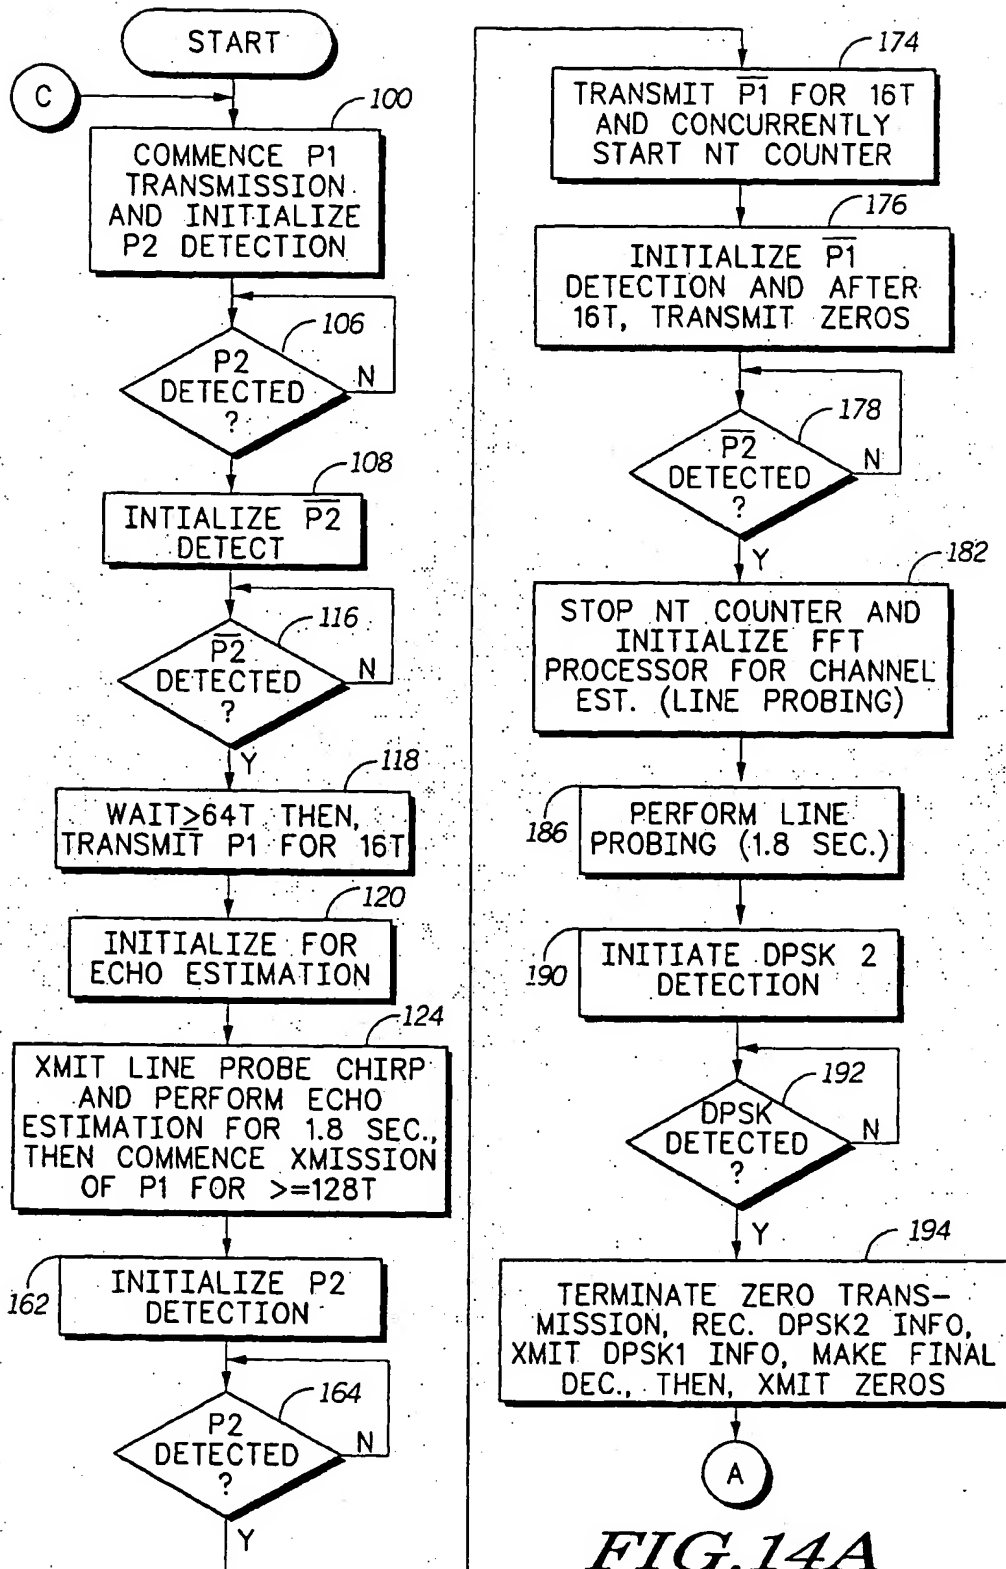 START
C
100
COMMENCE P1
TRANSMISSION
AND INITIALIZE
P2 DETECTION
106
P2
DETECTED
?
N
108
INTIALIZE P̅2̅
DETECT
116
P̅2̅
DETECTED
?
N
Y
118
WAIT≥64T THEN,
TRANSMIT P̅1̅ FOR 16T
120
INITIALIZE FOR
ECHO ESTIMATION
124
XMIT LINE PROBE CHIRP
AND PERFORM ECHO
ESTIMATION FOR 1.8 SEC.,
THEN COMMENCE XMISSION
OF P1 FOR >=128T
162
INITIALIZE P2
DETECTION
164
P2
DETECTED
?
N
Y
174
TRANSMIT P̅1̅ FOR 16T
AND CONCURRENTLY
START NT COUNTER
176
INITIALIZE P̅1̅
DETECTION AND AFTER
16T, TRANSMIT ZEROS
178
P̅2̅
DETECTED
?
N
Y
182
STOP NT COUNTER AND
INITIALIZE FFT
PROCESSOR FOR CHANNEL
EST. (LINE PROBING)
186
PERFORM LINE
PROBING (1.8 SEC.)
190
INITIATE DPSK 2
DETECTION
192
DPSK
DETECTED
?
N
Y
194
TERMINATE ZERO TRANS-
MISSION, REC. DPSK2 INFO,
XMIT DPSK1 INFO, MAKE FINAL
DEC., THEN, XMIT ZEROS
A
FIG.14A